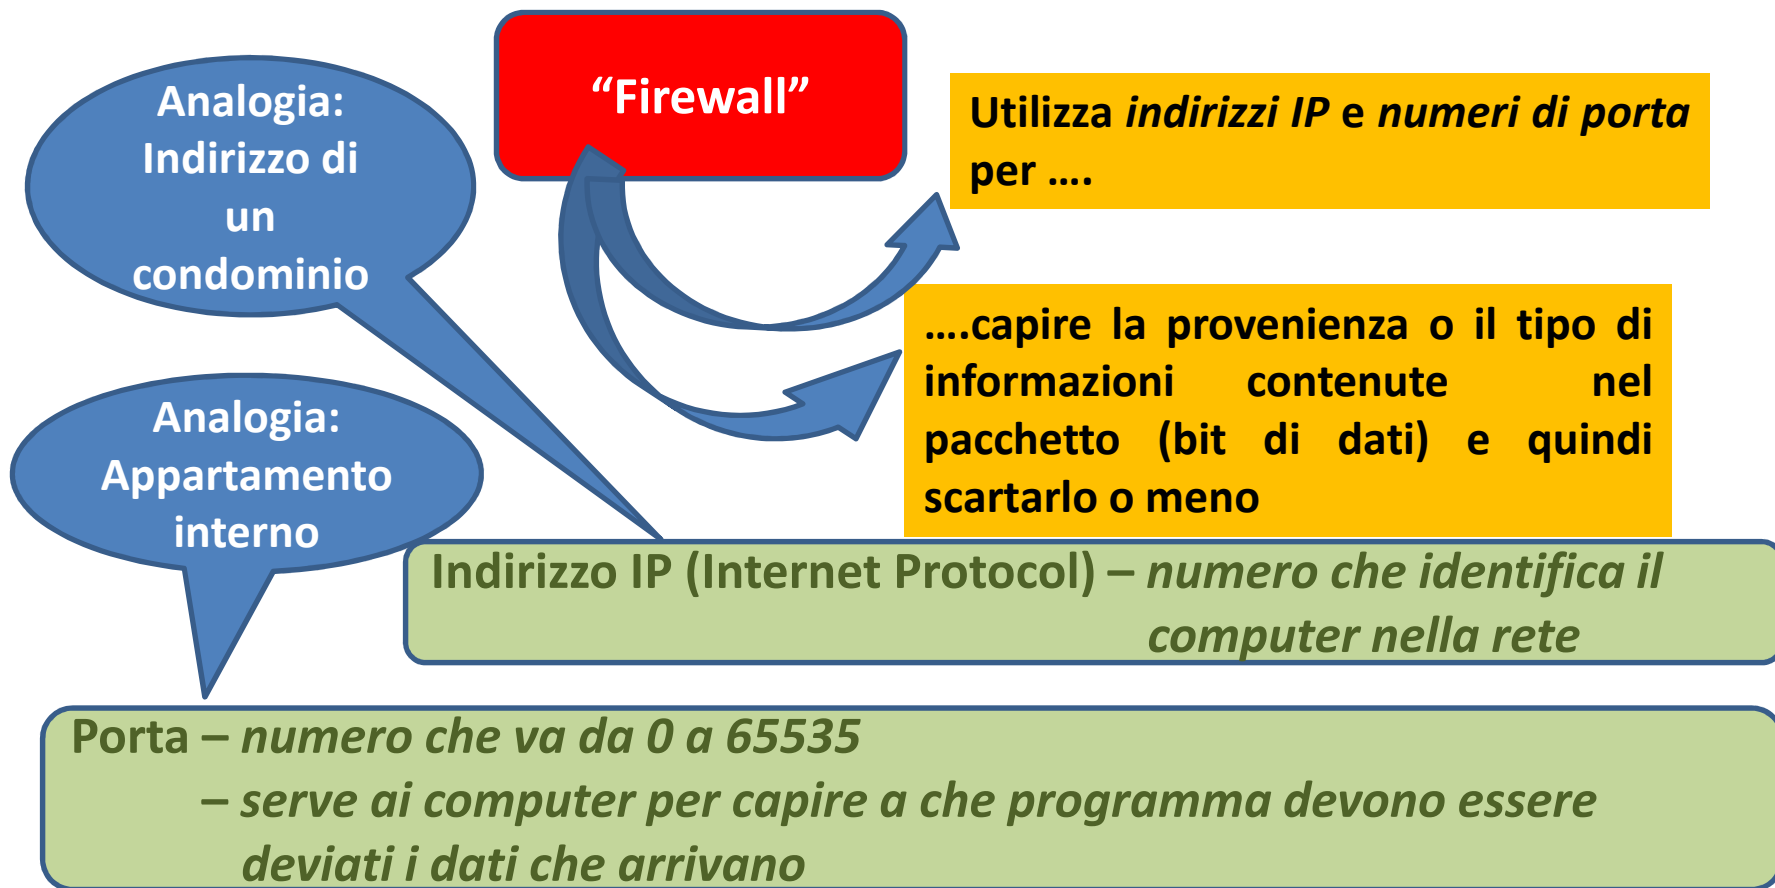 “Firewall”
Analogia:
Indirizzo di
un
condominio
Utilizza indirizzi IP e numeri di porta
per ....
....capire la provenienza o il tipo di
informazioni contenute nel
pacchetto (bit di dati) e quindi
scartarlo o meno
Analogia:
Appartamento
interno
Indirizzo IP (Internet Protocol) – numero che identifica il
computer nella rete
Porta – numero che va da 0 a 65535
– serve ai computer per capire a che programma devono essere
deviati i dati che arrivano